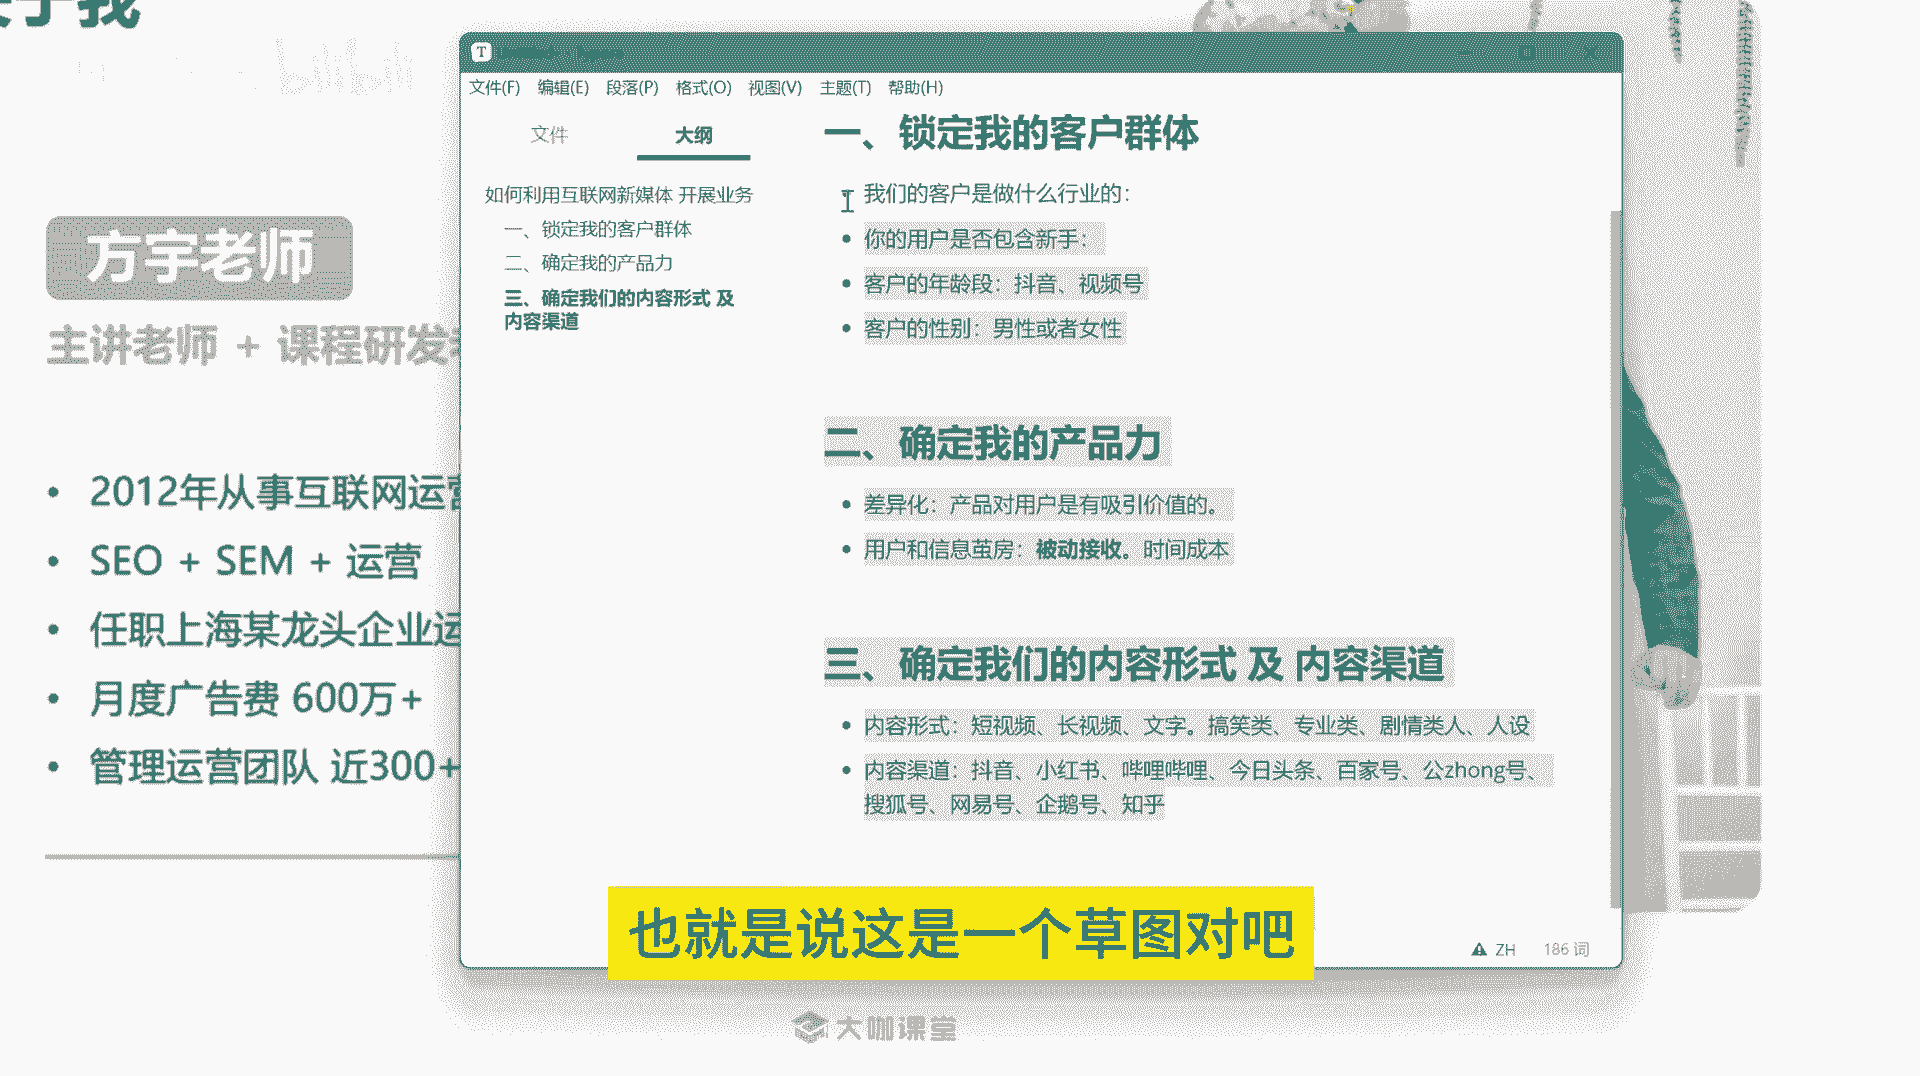 关于我
bilibili
方宇老师
主讲老师 + 课程研发
2012年从事互联网运营
SEO + SEM + 运营
任职上海某龙头企业运
月度广告费 600万+
管理运营团队 近300+
T
文件(F) 编辑(E) 段落(P) 格式(O) 视图(V) 主题(T) 帮助(H)
文件 大纲
如何利用互联网新媒体 开展业务
一、锁定我的客户群体
二、确定我的产品力
三、确定我们的内容形式 及
内容渠道
一、锁定我的客户群体
我们的客户是做什么行业的：
你的用户是否包含新手：
客户的年龄段：抖音、视频号
客户的性别：男性或者女性
二、确定我的产品力
差异化：产品对用户是有吸引价值的。
用户和信息茧房：被动接收。时间成本
三、确定我们的内容形式 及 内容渠道
内容形式：短视频、长视频、文字。搞笑类、专业类、剧情类人、人设
内容渠道：抖音、小红书、哔哩哔哩、今日头条、百家号、公zhong号、
搜狐号、网易号、企鹅号、知乎
ZH 186 词
也就是说这是一个草图对吧
大咖课堂